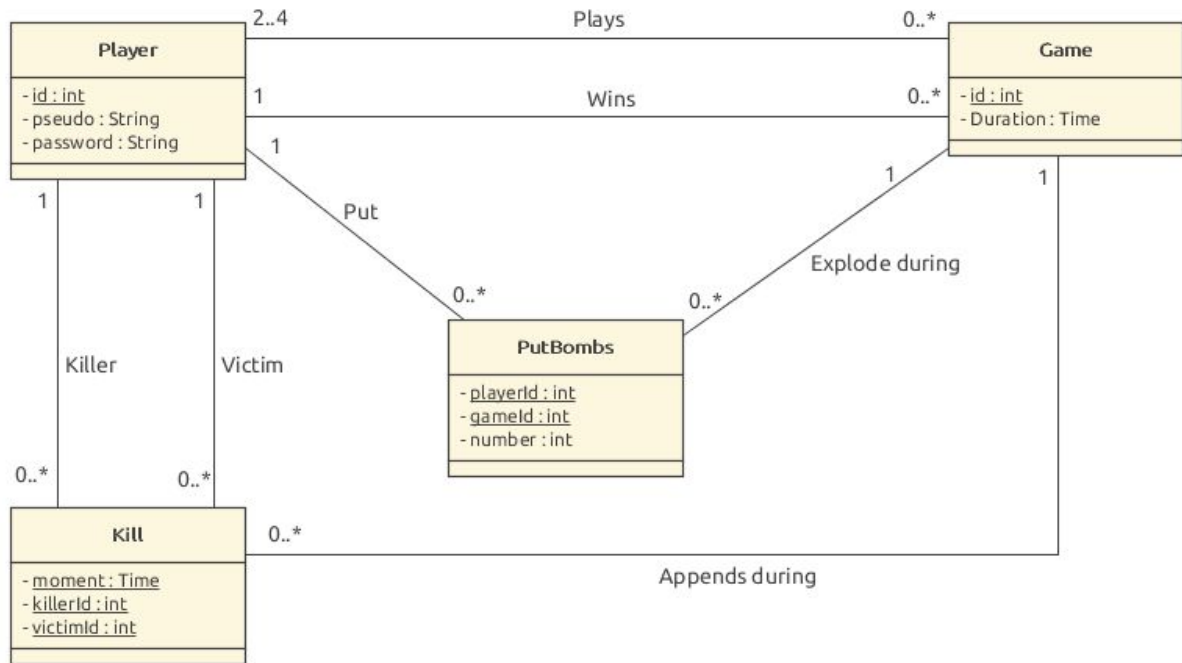 2..4
Plays
0..*
Player
Game
- id : int
- pseudo : String
- password : String
1
Wins
0..*
- id : int
- Duration : Time
1
1
1
1
1
Put
Explode during
0..*
0..*
PutBombs
Killer
Victim
- playerId : int
- gameId : int
- number : int
0..*
0..*
Kill
0..*
Appends during
- moment : Time
- killerId : int
- victimId : int